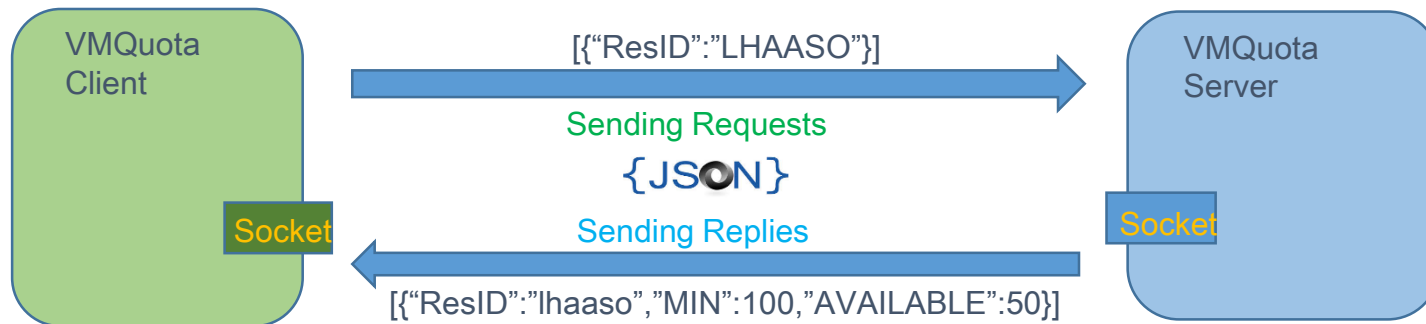 VMQuota
Client
[{“ResID”:”LHAASO”}]
VMQuota
Server
Sending Requests
{JSON}
Socket
Sending Replies
Socket
[{“ResID”:”lhaaso”,”MIN”:100,”AVAILABLE”:50}]